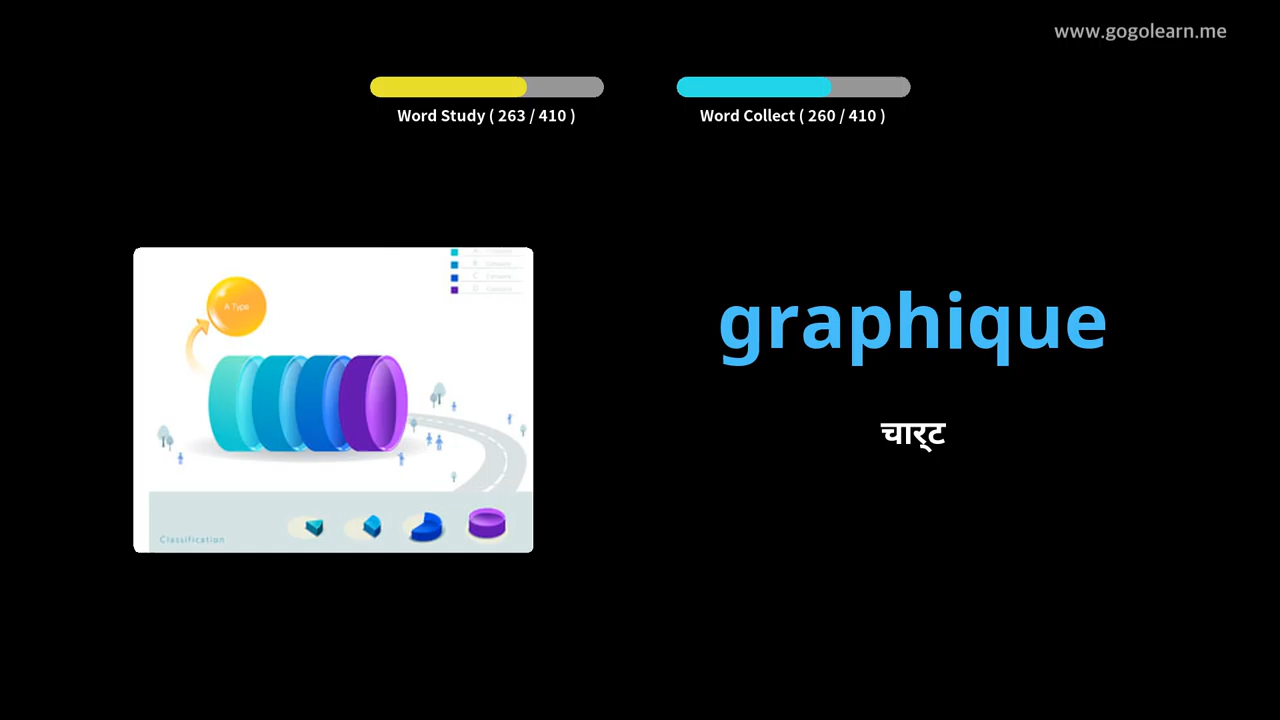 www.gogolearn.me
Word Study ( 263 / 410 )
Word Collect ( 260 / 410 )
A Type
graphique
चार्ट
Classification